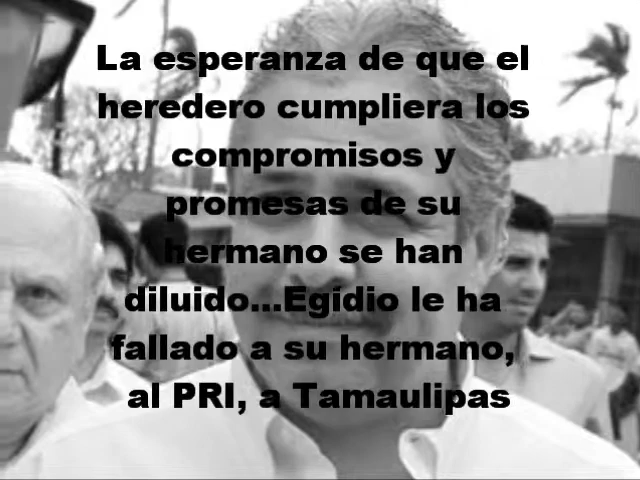 La esperanza de que el
heredero cumpliera los
compromisos y
promesas de su
hermano se han
diluido...Egidio le ha
fallado a su hermano,
al PRI, a Tamaulipas